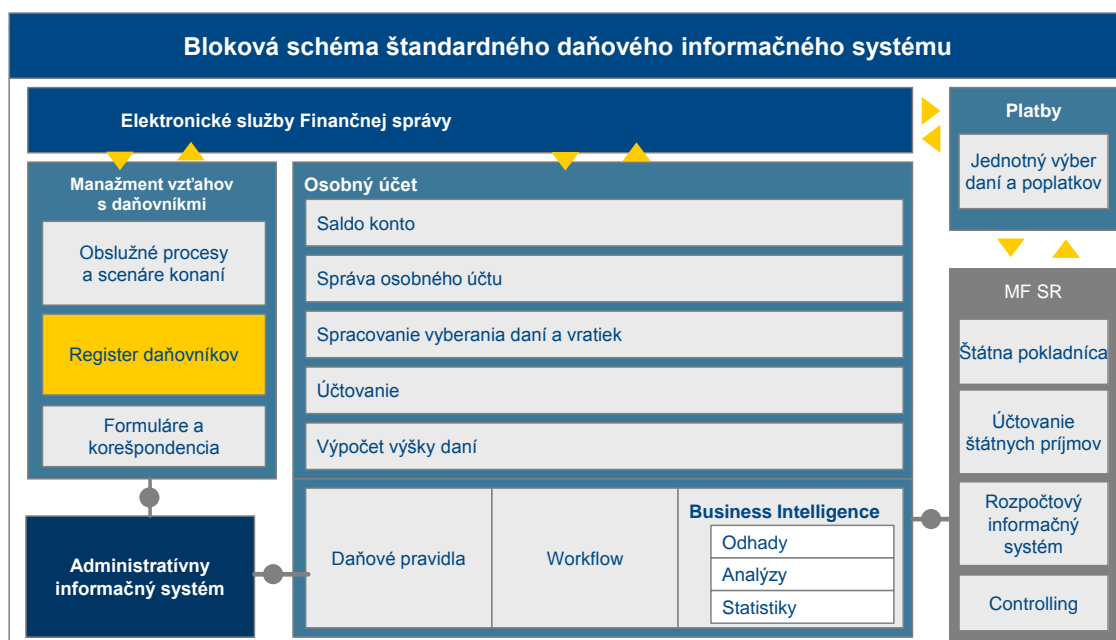 Bloková schéma štandardného daňového informačného systému
Elektronické služby Finančnej správy
Platby
Jednotný výber
daní a poplatkov
Manažment vzťahov
s daňovníkmi
Obslužné procesy
a scenáre konaní
Register daňovníkov
Formuláre a
korešpondencia
Osobný účet
Saldo konto
Správa osobného účtu
Spracovanie vyberania daní a vratiek
Účtovanie
Výpočet výšky daní
MF SR
Štátna pokladníca
Účtovanie
štátnych príjmov
Rozpočtový
informačný
systém
Controlling
Administratívny
informačný systém
Daňové pravidla
Workflow
Business Intelligence
Odhady
Analýzy
Statistiky